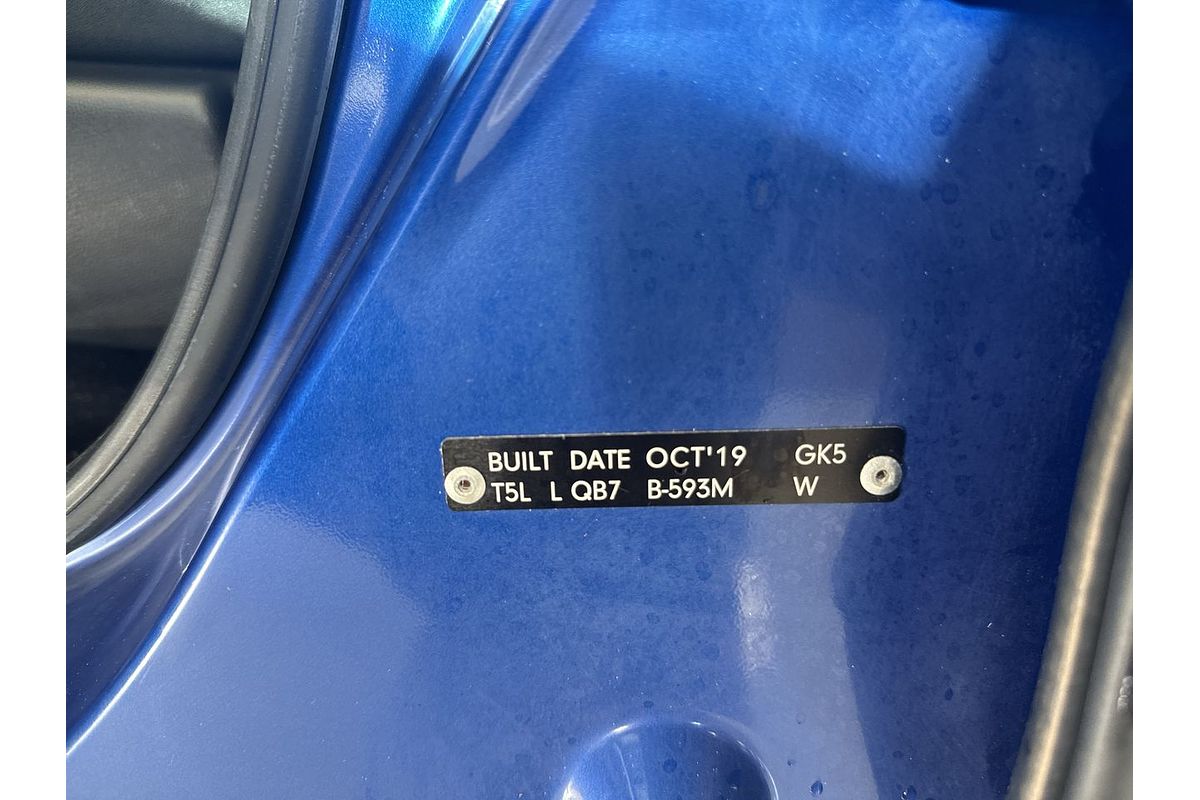 BUILT DATE OCT'19 GK5
T5L L QB7 B-593M W